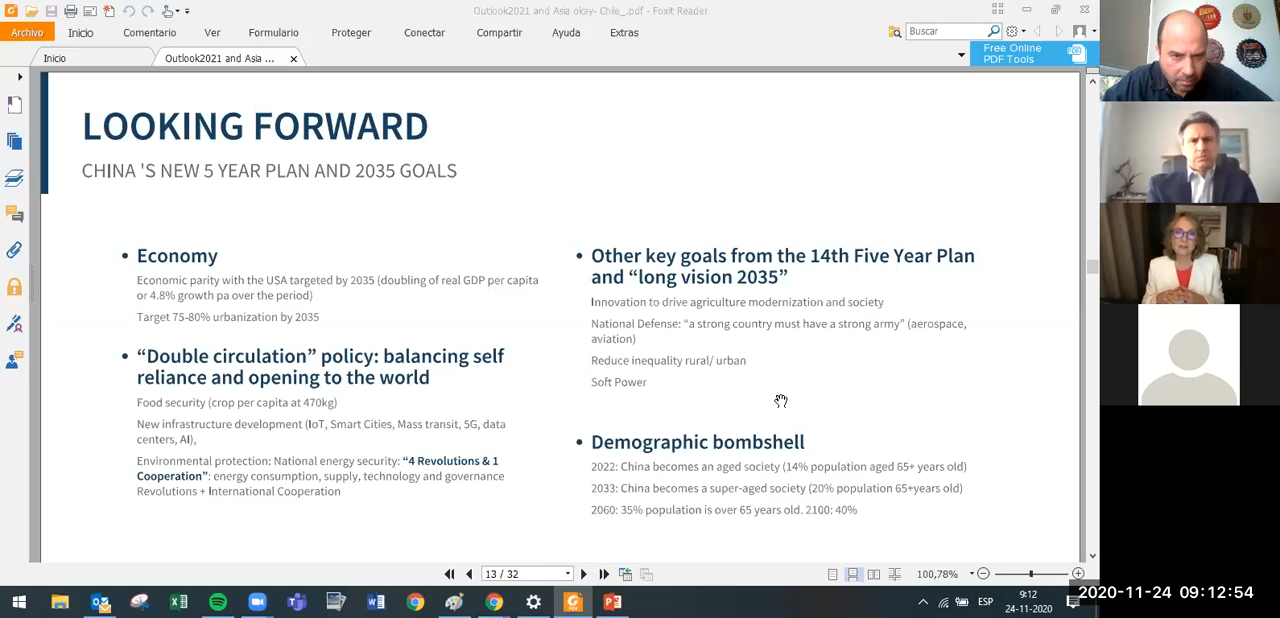 Outlook2021 and Asia okay- Chile_.pdf - Foxit Reader
Archivo Inicio Comentario Ver Formulario Proteger Conectar Compartir Ayuda Extras
Buscar
Inicio
Outlook2021 and Asia ...
Free Online
PDF Tools
LOOKING FORWARD
CHINA 'S NEW 5 YEAR PLAN AND 2035 GOALS
• Economy
Economic parity with the USA targeted by 2035 (doubling of real GDP per capita
or 4.8% growth pa over the period)
Target 75-80% urbanization by 2035
• “Double circulation” policy: balancing self
reliance and opening to the world
Food security (crop per capita at 470kg)
New infrastructure development (IoT, Smart Cities, Mass transit, 5G, data
centers, AI),
Environmental protection: National energy security: “4 Revolutions & 1
Cooperation”: energy consumption, supply, technology and governance
Revolutions + International Cooperation
• Other key goals from the 14th Five Year Plan
and “long vision 2035”
Innovation to drive agriculture modernization and society
National Defense: “a strong country must have a strong army” (aerospace,
aviation)
Reduce inequality rural/ urban
Soft Power
• Demographic bombshell
2022: China becomes an aged society (14% population aged 65+ years old)
2033: China becomes a super-aged society (20% population 65+years old)
2060: 35% population is over 65 years old. 2100: 40%
13 / 32
100,78%
ESP
9:12
24-11-2020
2020-11-24 09:12:54